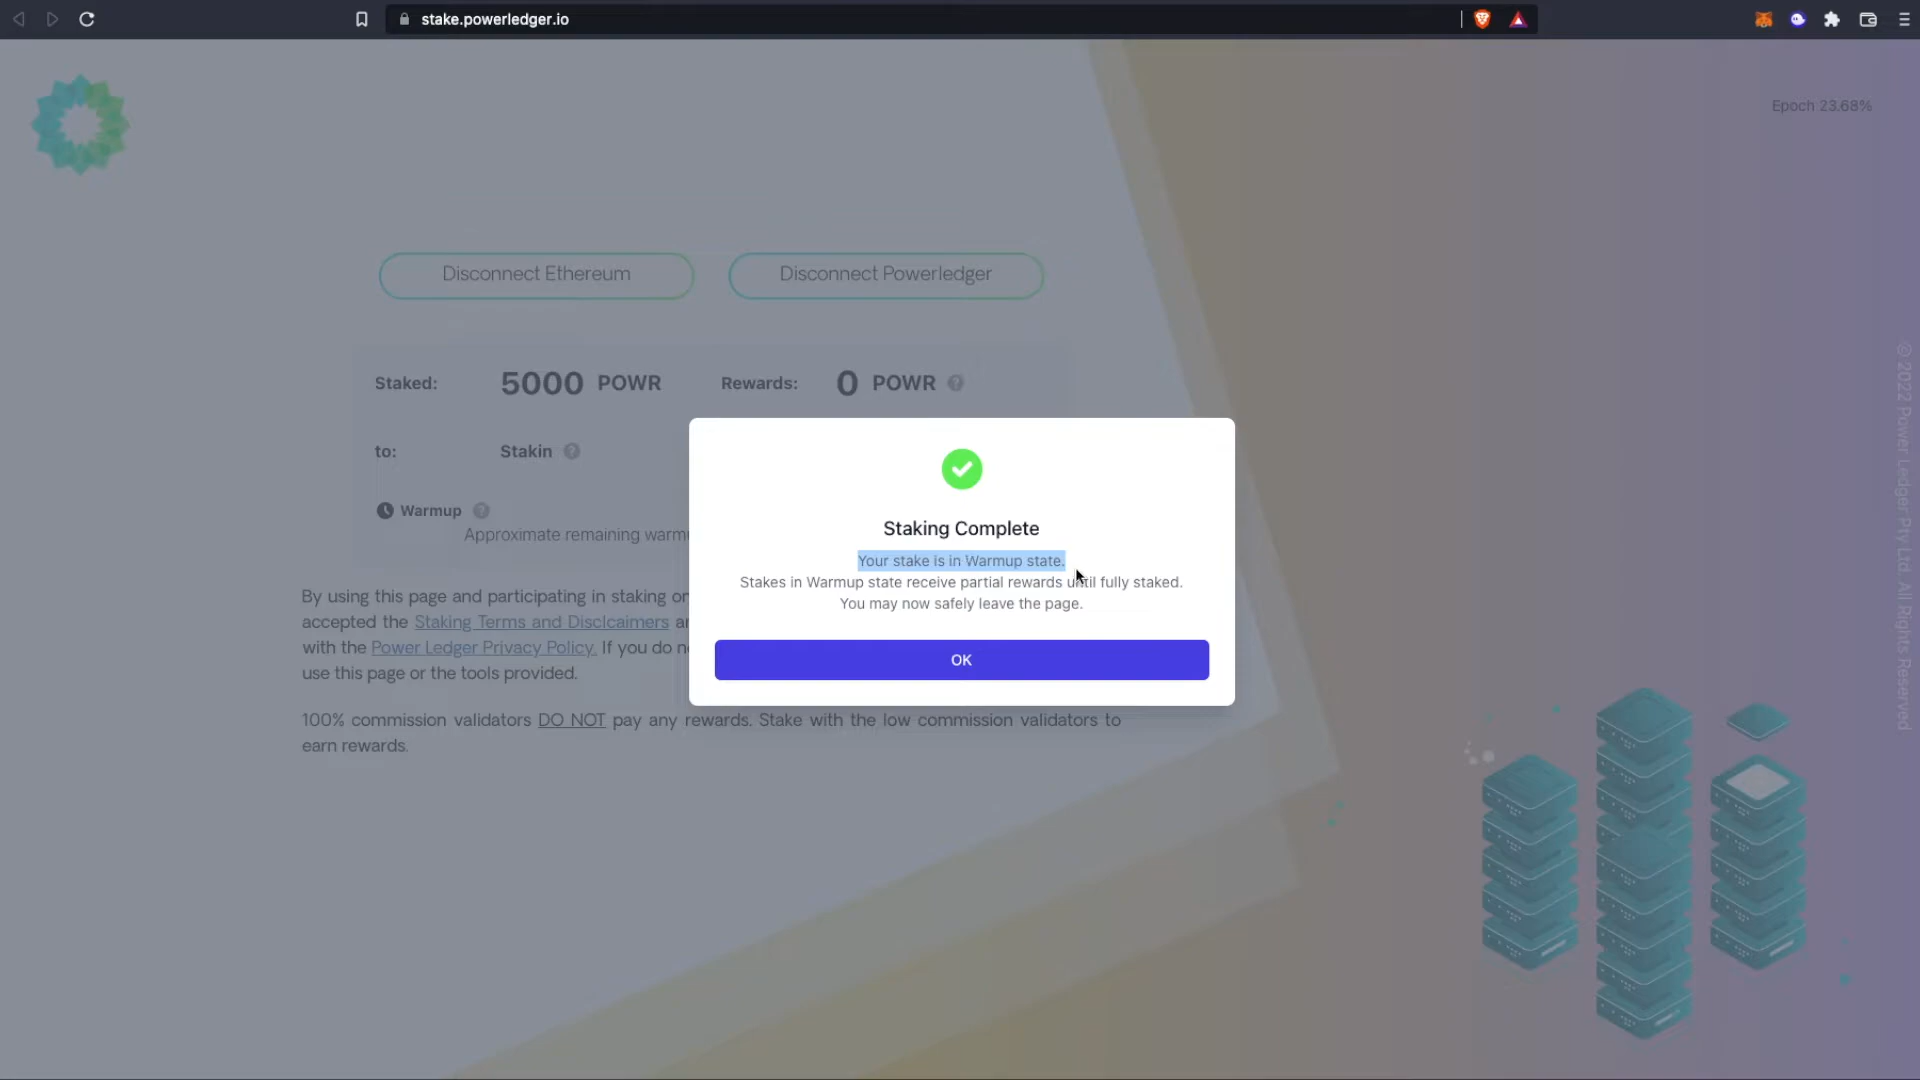 stake.powerledger.io
Epoch 23.68%
Disconnect Ethereum
Disconnect Powerledger
Staked: 5000 POWR Rewards: 0 POWR ?
to: Stakin ?
Warmup ?
Approximate remaining warmu
Staking Complete
Your stake is in Warmup state.
Stakes in Warmup state receive partial rewards until fully staked.
You may now safely leave the page.
OK
By using this page and participating in staking on
accepted the Staking Terms and Disclcaimers a
with the Power Ledger Privacy Policy. If you do n
use this page or the tools provided.
100% commission validators DO NOT pay any rewards. Stake with the low commission validators to
earn rewards.
© 2022 Power Ledger Pty Ltd. All Rights Reserved